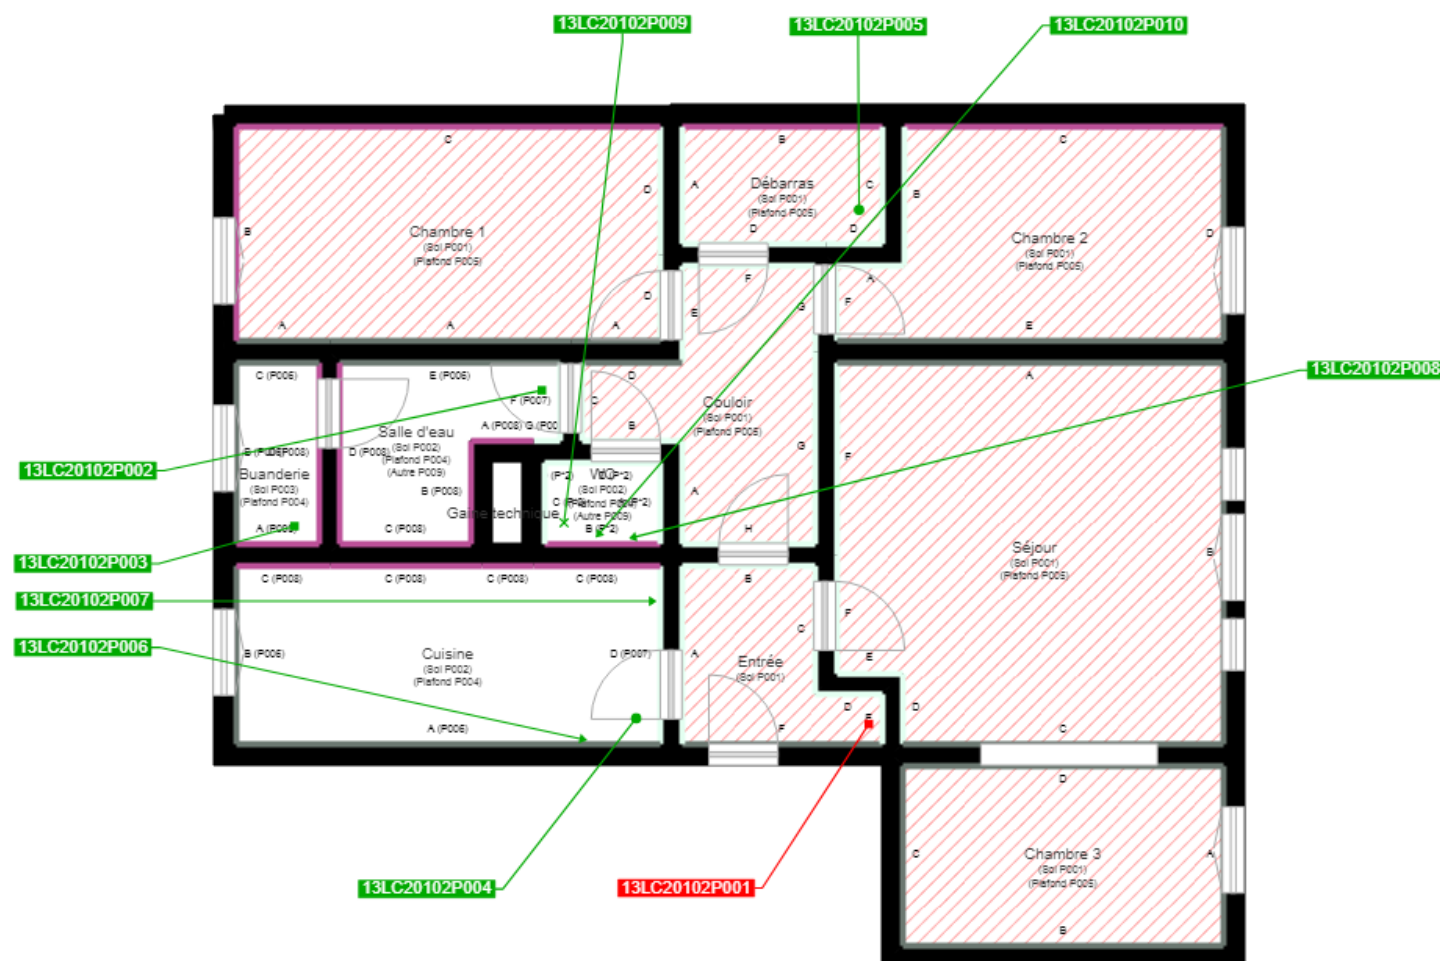 13LC20102P009
13LC20102P005
13LC20102P010
C
B
C
D
A
C
B
Débarras
(Sol P001)
(Plafond P005)
D
D
Chambre 1
(Sol P001)
(Plafond P005)
B
Chambre 2
(Sol P001)
(Plafond P005)
D
A
A
A
D
E
F
G
A
F
E
13LC20102P008
C (P006)
E (P006)
D
A
F (P007)
C
Couloir
(Sol P001)
(Plafond P005)
A (P008)
B
Salle d'eau
(Sol P002)
(Plafond P004)
(Autre P009)
D (P008)
G
F
13LC20102P002
Buanderie
(Sol P003)
(Plafond P004)
B (P008)
WC
(Sol P002)
(Autre P009)
A
Gaine technique
C (P008)
B (P*2)
H
Séjour
(Sol P001)
(Plafond P005)
B
13LC20102P003
C (P008)
C (P008)
C (P008)
C (P008)
B
13LC20102P007
F
C
13LC20102P006
B (P006)
Cuisine
(Sol P002)
(Plafond P004)
D (P007)
A
Entrée
(Sol P001)
E
A (P006)
F
D
D
C
D
Chambre 3
(Sol P001)
(Plafond P005)
C
A
13LC20102P004
13LC20102P001
B